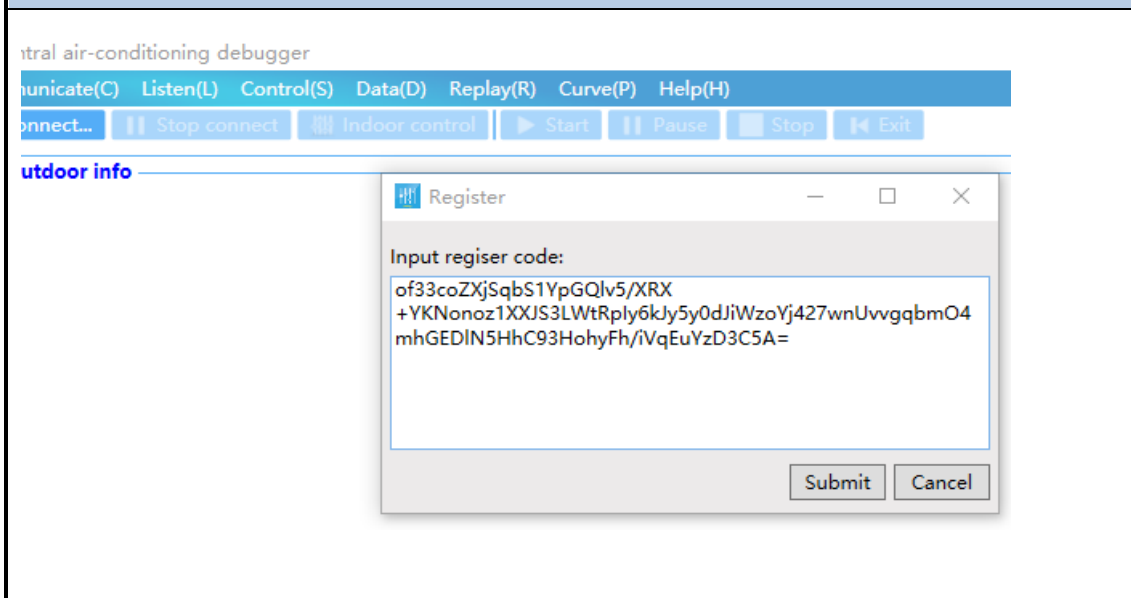 ntral air-conditioning debugger
nunicate(C) Listen(L) Control(S) Data(D) Replay(R) Curve(P) Help(H)
onnect... Stop connect Indoor control Start Pause Stop Exit
utdoor info
Register
Input regiser code:
of33coZXjSqbS1YpGQlv5/XRX
+YKNonoz1XXJS3LWtRpIy6kJy5y0dJiWzoYj427wnUvvgqbmO4
mhGEDlN5HhC93HohyFh/iVqEuYzD3C5A=
Submit Cancel